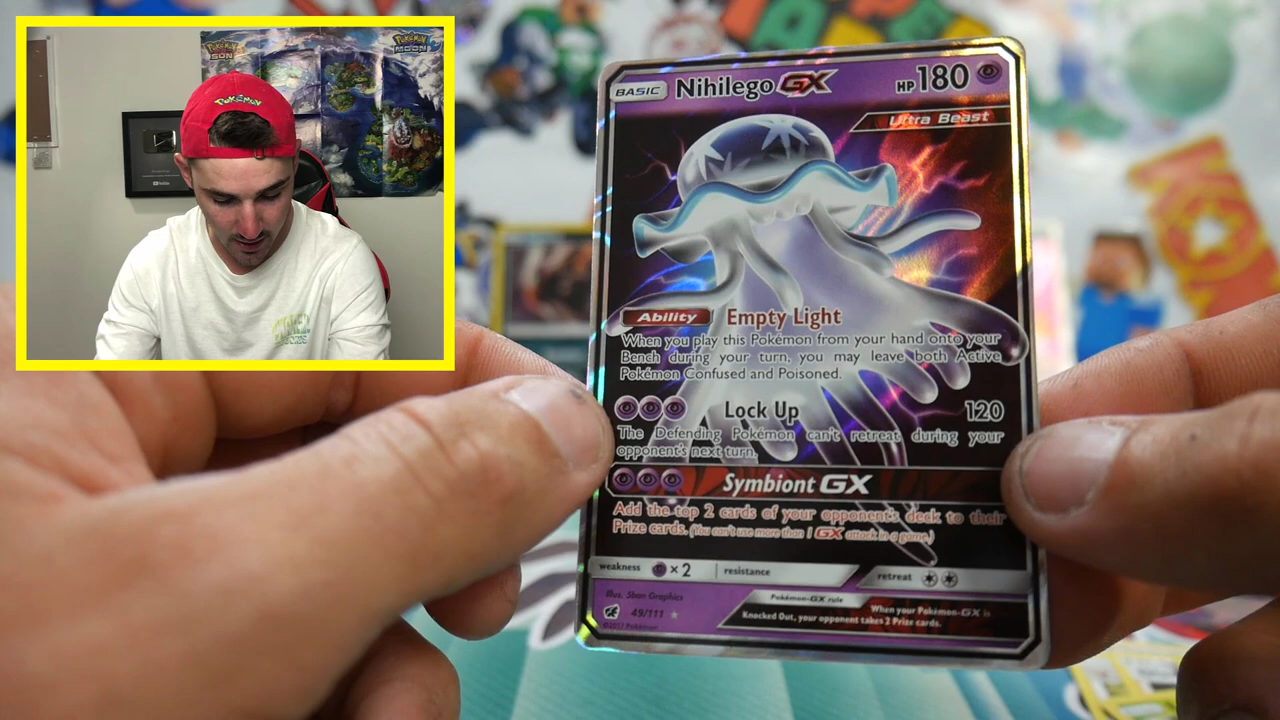 POKÉMON
SUN
POKÉMON
MOON
Pokémon
YouTube
BASIC
Nihilego GX
HP 180
Ultra Beast
Ability Empty Light
When you play this Pokémon from your hand onto your
Bench during your turn, you may leave both Active
Pokémon Confused and Poisoned.
Lock Up 120
The Defending Pokémon can't retreat during your
opponent's next turn.
Symbiont GX
Add the top 2 cards of your opponent's deck to their
Prize cards. (You can't use more than 1 GX attack in a game.)
weakness ×2 resistance retreat
Illus. Sban Graphics
49/111
©2017 Pokémon
Pokémon-GX rule
When your Pokémon-GX is
Knocked Out, your opponent takes 2 Prize cards.